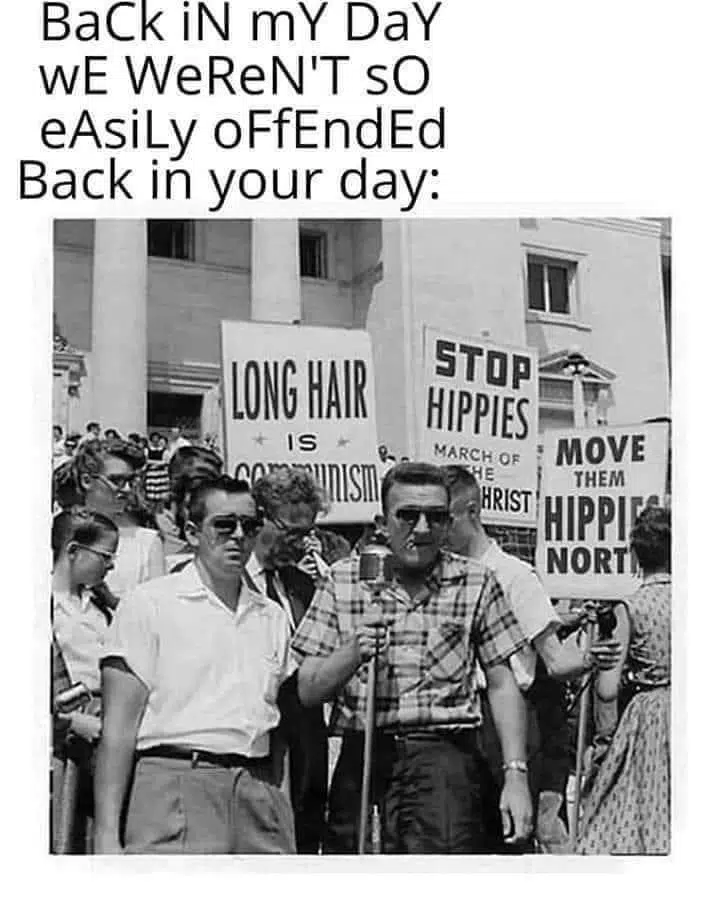 BaCk iN mY DaY
wE WeReN'T sO
eAsiLy oFfEndEd
Back in your day:
LONG HAIR
IS
STOP
HIPPIES
MARCH OF
MOVE
THEM
NORT